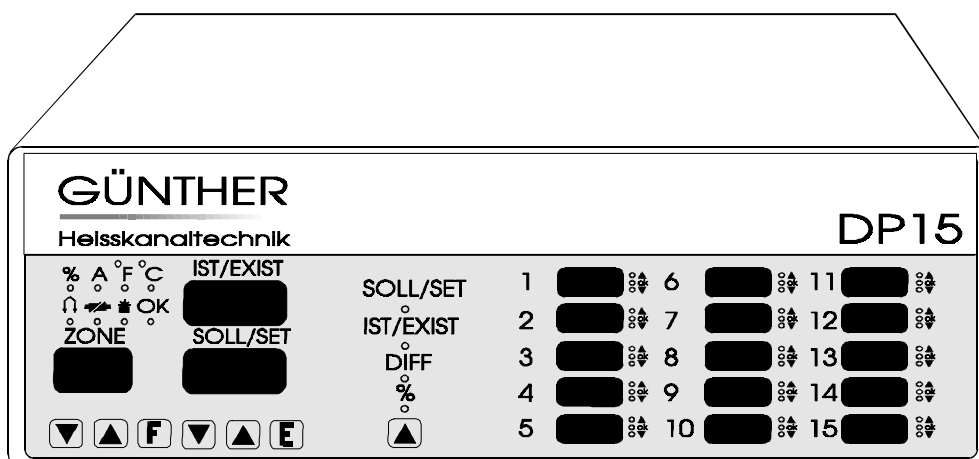 GÜNTHER
Heisskanaltechnik
DP15
% A °F °C
OK
IST/EXIST
ZONE
SOLL/SET
F
E
SOLL/SET
IST/EXIST
DIFF
%
1
2
3
4
5
6
7
8
9
10
11
12
13
14
15